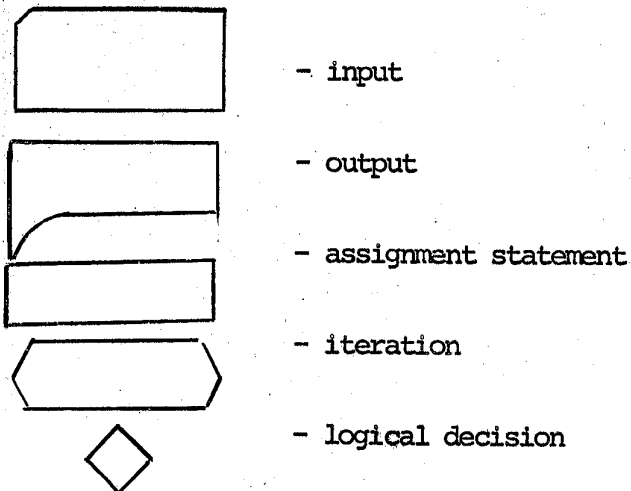 - input
- output
- assignment statement
- iteration
- logical decision